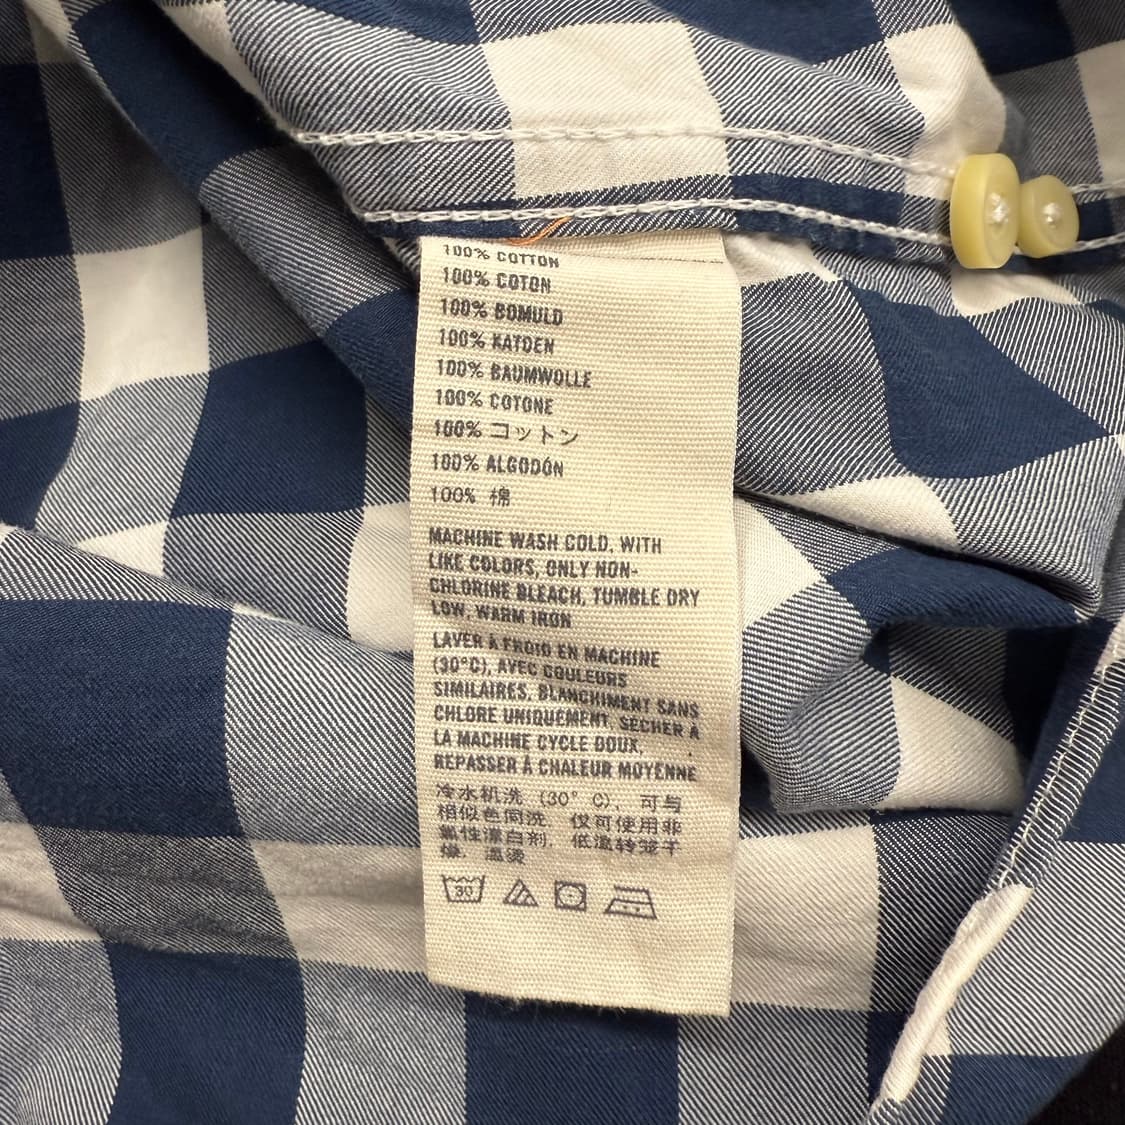 100% COTTON
100% COTON
100% BOMULD
100% KATOEN
100% BAUMWOLLE
100% COTONE
100% コットン
100% ALGODÓN
100% 棉
MACHINE WASH COLD, WITH
LIKE COLORS, ONLY NON-
CHLORINE BLEACH, TUMBLE DRY
LOW, WARM IRON
LAVER À FROID EN MACHINE
(30°C), AVEC COULEURS
SIMILAIRES, BLANCHIMENT SANS
CHLORE UNIQUEMENT, SÉCHER À
LA MACHINE CYCLE DOUX,
REPASSER À CHALEUR MOYENNE
冷水机洗 (30° C), 可与
相似色同洗, 仅可使用非
氯性漂白剂, 低温转笼干
燥, 温烫
30